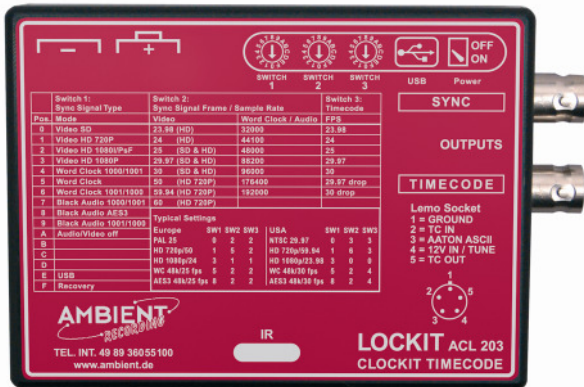 OFF
ON
SWITCH 1
SWITCH 2
SWITCH 3
USB
Power
SYNC
OUTPUTS
TIMECODE
Switch 1: Switch 2: Switch 3:
Sync Signal Type Sync Signal Frame / Sample Rate Timecode
Pos. Mode Video Word Clock / Audio FPS
0 Video SD 23.98 (HD) 32000 23.98
1 Video HD 720P 24 (HD) 44100 24
2 Video HD 1080I/PsF 25 (SD & HD) 48000 25
3 Video HD 1080P 29.97 (SD & HD) 88200 29.97
4 Word Clock 1000/1001 30 (SD & HD) 96000 30
5 Word Clock 50 (HD 720P) 176400 29.97 drop
6 Word Clock 1001/1000 59.94 (HD 720P) 192000 30 drop
7 Black Audio 1000/1001 60 (HD 720P)
8 Black Audio AES3
9 Black Audio 1001/1000
A Audio/Video off
B
C
D
E USB
F Recovery
Typical Settings
Europe SW1 SW2 SW3 USA SW1 SW2 SW3
PAL 25 0 2 2 NTSC 29.97 0 3 3
HD 720p/50 1 5 2 HD 720p/59.94 1 6 3
HD 1080p/24 3 1 1 HD 1080p/23.98 3 0 0
WC 48k/25 fps 5 2 2 WC 48k/30 fps 5 2 4
AES3 48k/25 fps 8 2 2 AES3 48k/30 fps 8 2 4
Lemo Socket
1 = GROUND
2 = TC IN
3 = AATON ASCII
4 = 12V IN / TUNE
5 = TC OUT
1
2
5
3
4
AMBIENT
RECORDING
TEL. INT. 49 89 36055100
www.ambient.de
IR
LOCKIT ACL 203
CLOCKIT TIMECODE